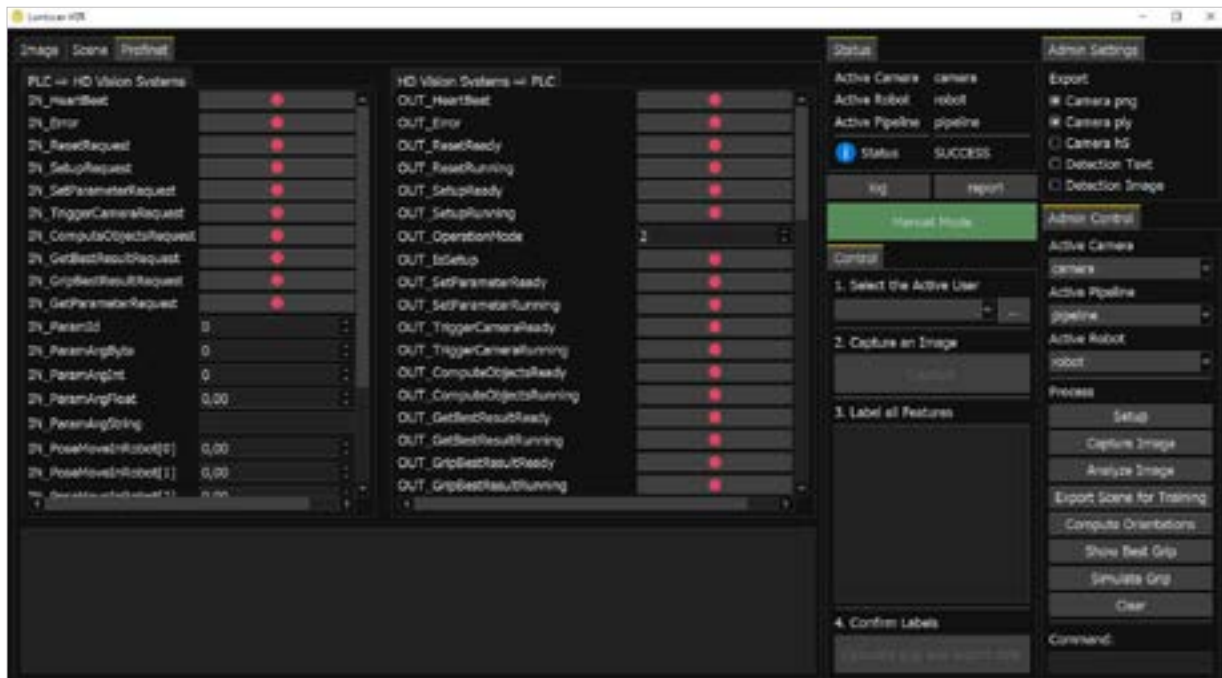 Image Scene Profinet
PLC => HD Vision Systems
IN_HeartBeat
IN_Error
IN_ResetRequest
IN_SetupRequest
IN_SetParameterRequest
IN_TriggerCameraRequest
IN_ComputeObjectsRequest
IN_GetBestResultRequest
IN_GripBestResultRequest
IN_GetParameterRequest
IN_ParamId 0
IN_ParamArgByte 0
IN_ParamArgInt 0
IN_ParamArgFloat 0,00
IN_ParamArgString
IN_PoseMoveInRobot[0] 0,00
IN_PoseMoveInRobot[1] 0,00
IN_PoseMoveInRobot[2] 0,00
HD Vision Systems => PLC
OUT_HeartBeat
OUT_Error
OUT_ResetReady
OUT_ResetRunning
OUT_SetupReady
OUT_SetupRunning
OUT_OperationMode 2
OUT_IsSetup
OUT_SetParameterReady
OUT_SetParameterRunning
OUT_TriggerCameraReady
OUT_TriggerCameraRunning
OUT_ComputeObjectsReady
OUT_ComputeObjectsRunning
OUT_GetBestResultReady
OUT_GetBestResultRunning
OUT_GripBestResultReady
OUT_GripBestResultRunning
Status
Active Camera camera
Active Robot robot
Active Pipeline pipeline
Status SUCCESS
log report
Manual Mode
Control
1. Select the Active User
...
2. Capture an Image
Capture
3. Label all Features
4. Confirm Labels
Admin Settings
Export
Camera png
Camera ply
Camera h5
Detection Text
Detection Image
Admin Control
Active Camera
camera
Active Pipeline
pipeline
Active Robot
robot
Process
Setup
Capture Image
Analyze Image
Export Scene for Training
Compute Orientations
Show Best Grip
Simulate Grip
Clear
Command: